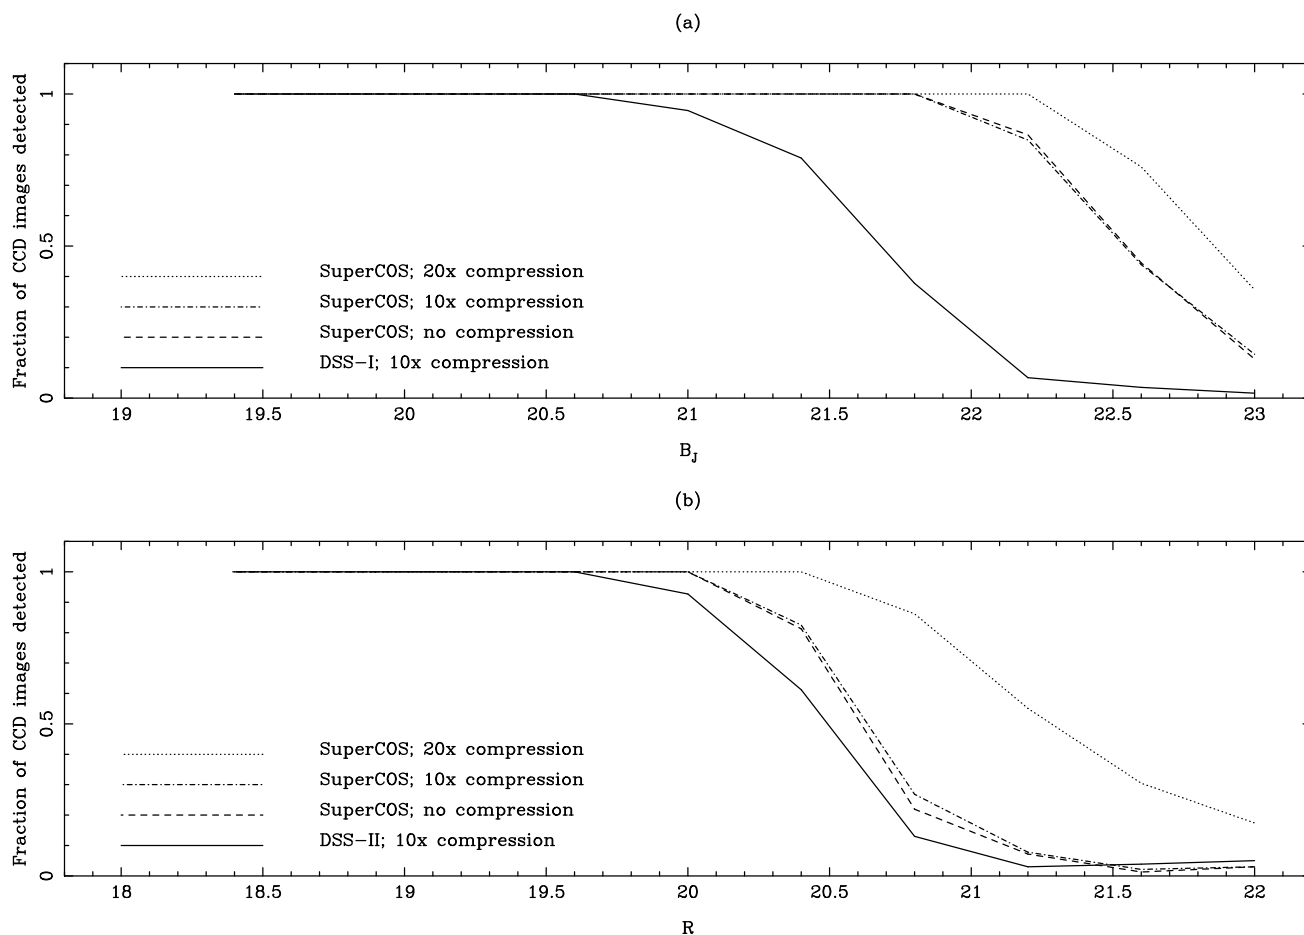 (a)
Fraction of CCD images detected
1
0.5
0
SuperCOS; 20x compression
SuperCOS; 10x compression
SuperCOS; no compression
DSS-I; 10x compression
19 19.5 20 20.5 21 21.5 22 22.5 23
B_J
(b)
Fraction of CCD images detected
1
0.5
0
SuperCOS; 20x compression
SuperCOS; 10x compression
SuperCOS; no compression
DSS-II; 10x compression
18 18.5 19 19.5 20 20.5 21 21.5 22
R